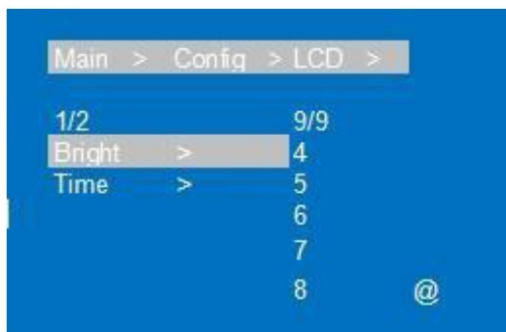 Main > Config > LCD >
1/2 9/9
Bright > 4
Time > 5
6
7
8 @